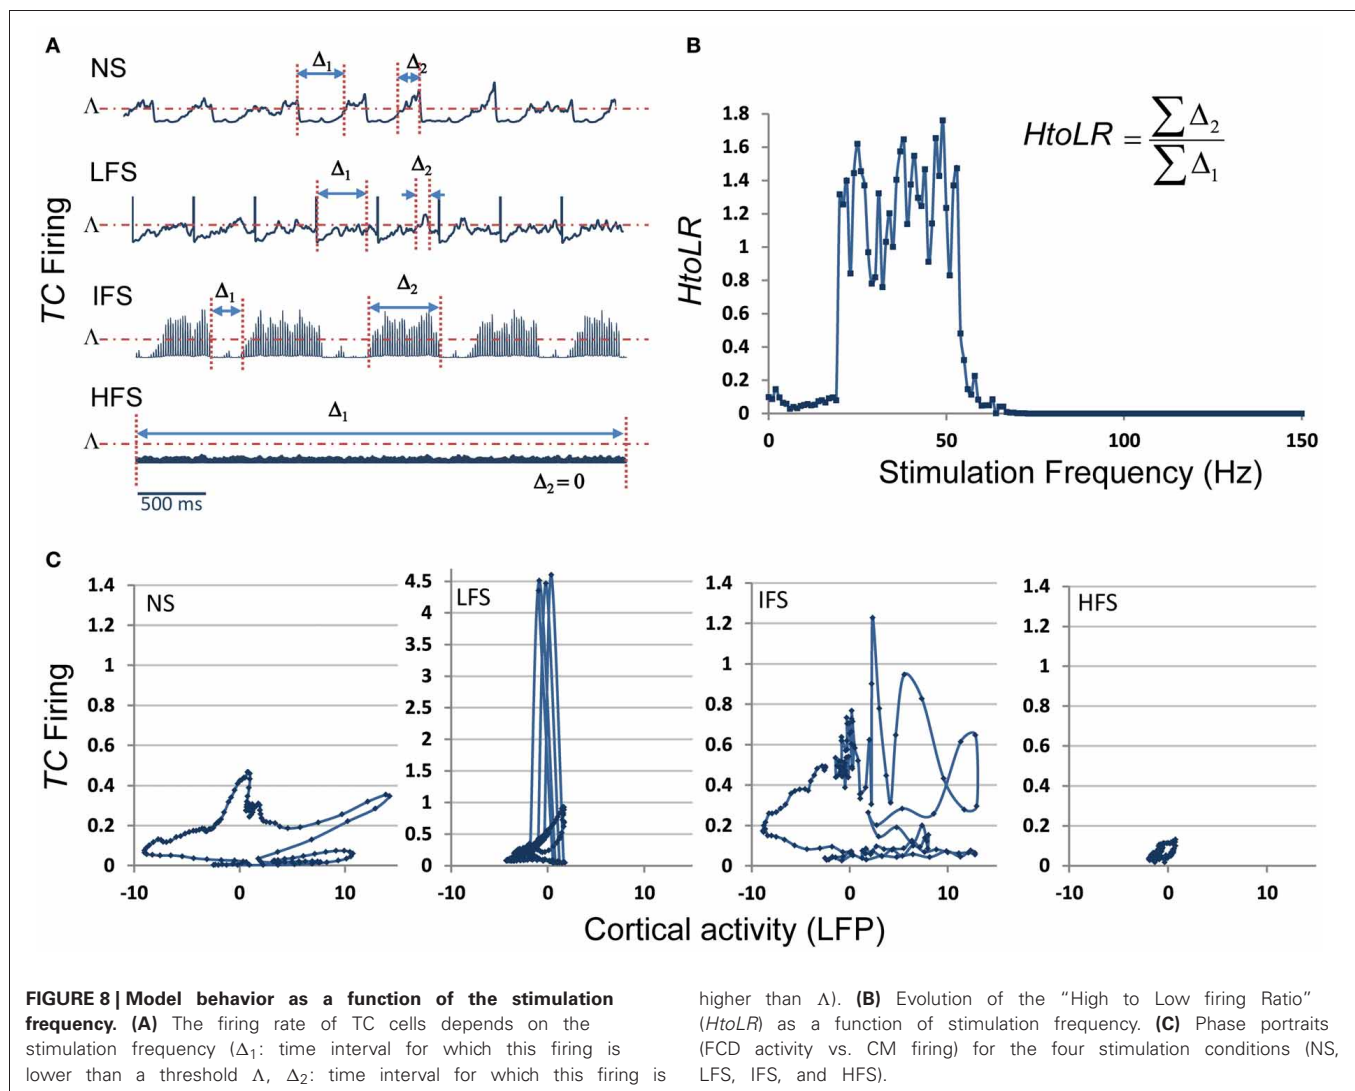 A
NS
Δ1
Δ2
Λ
LFS
Δ1
Δ2
Λ
IFS
Δ1
Δ2
Λ
HFS
Δ1
Λ
Δ2 = 0
500 ms
TC Firing
B
HtoLR = ∑ Δ2 / ∑ Δ1
HtoLR
1.8
1.6
1.4
1.2
1
0.8
0.6
0.4
0.2
0
0 50 100 150
Stimulation Frequency (Hz)
C
TC Firing
NS
1.4
1.2
1
0.8
0.6
0.4
0.2
0
-10 0 10
LFS
4.5
4
3.5
3
2.5
2
1.5
1
0.5
0
-10 0 10
IFS
1.4
1.2
1
0.8
0.6
0.4
0.2
0
-10 0 10
HFS
1.4
1.2
1
0.8
0.6
0.4
0.2
0
-10 0 10
Cortical activity (LFP)
FIGURE 8 | Model behavior as a function of the stimulation
frequency. (A) The firing rate of TC cells depends on the
stimulation frequency (Δ1: time interval for which this firing is
lower than a threshold Λ, Δ2: time interval for which this firing is
higher than Λ). (B) Evolution of the “High to Low firing Ratio”
(HtoLR) as a function of stimulation frequency. (C) Phase portraits
(FCD activity vs. CM firing) for the four stimulation conditions (NS,
LFS, IFS, and HFS).